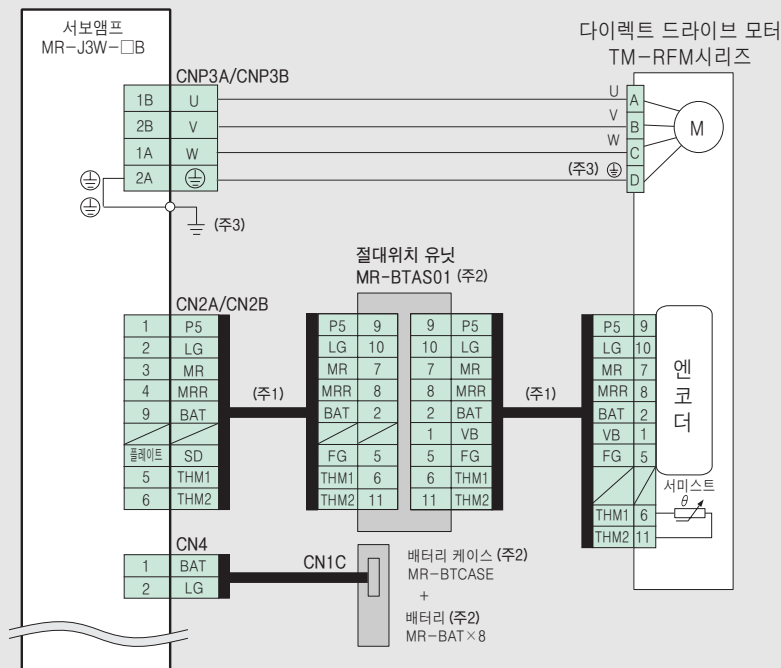 서보앰프
MR-J3W-□B
다이렉트 드라이브 모터
TM-RFM시리즈
CNP3A/CNP3B
1B U
2B V
1A W
2A
(주3)
U A
V B
W C
(주3) D
M
절대위치 유닛
MR-BTAS01 (주2)
CN2A/CN2B
1 P5
2 LG
3 MR
4 MRR
9 BAT
플레이트 SD
5 THM1
6 THM2
(주1)
P5 9
LG 10
MR 7
MRR 8
BAT 2
FG 5
THM1 6
THM2 11
9 P5
10 LG
7 MR
8 MRR
2 BAT
1 VB
5 FG
6 THM1
11 THM2
(주1)
P5 9
LG 10
MR 7
MRR 8
BAT 2
VB 1
FG 5
THM1 6
THM2 11
엔코더
서미스트
θ
CN4
1 BAT
2 LG
CN1C
배터리 케이스 (주2)
MR-BTCASE
+
배터리 (주2)
MR-BAT×8